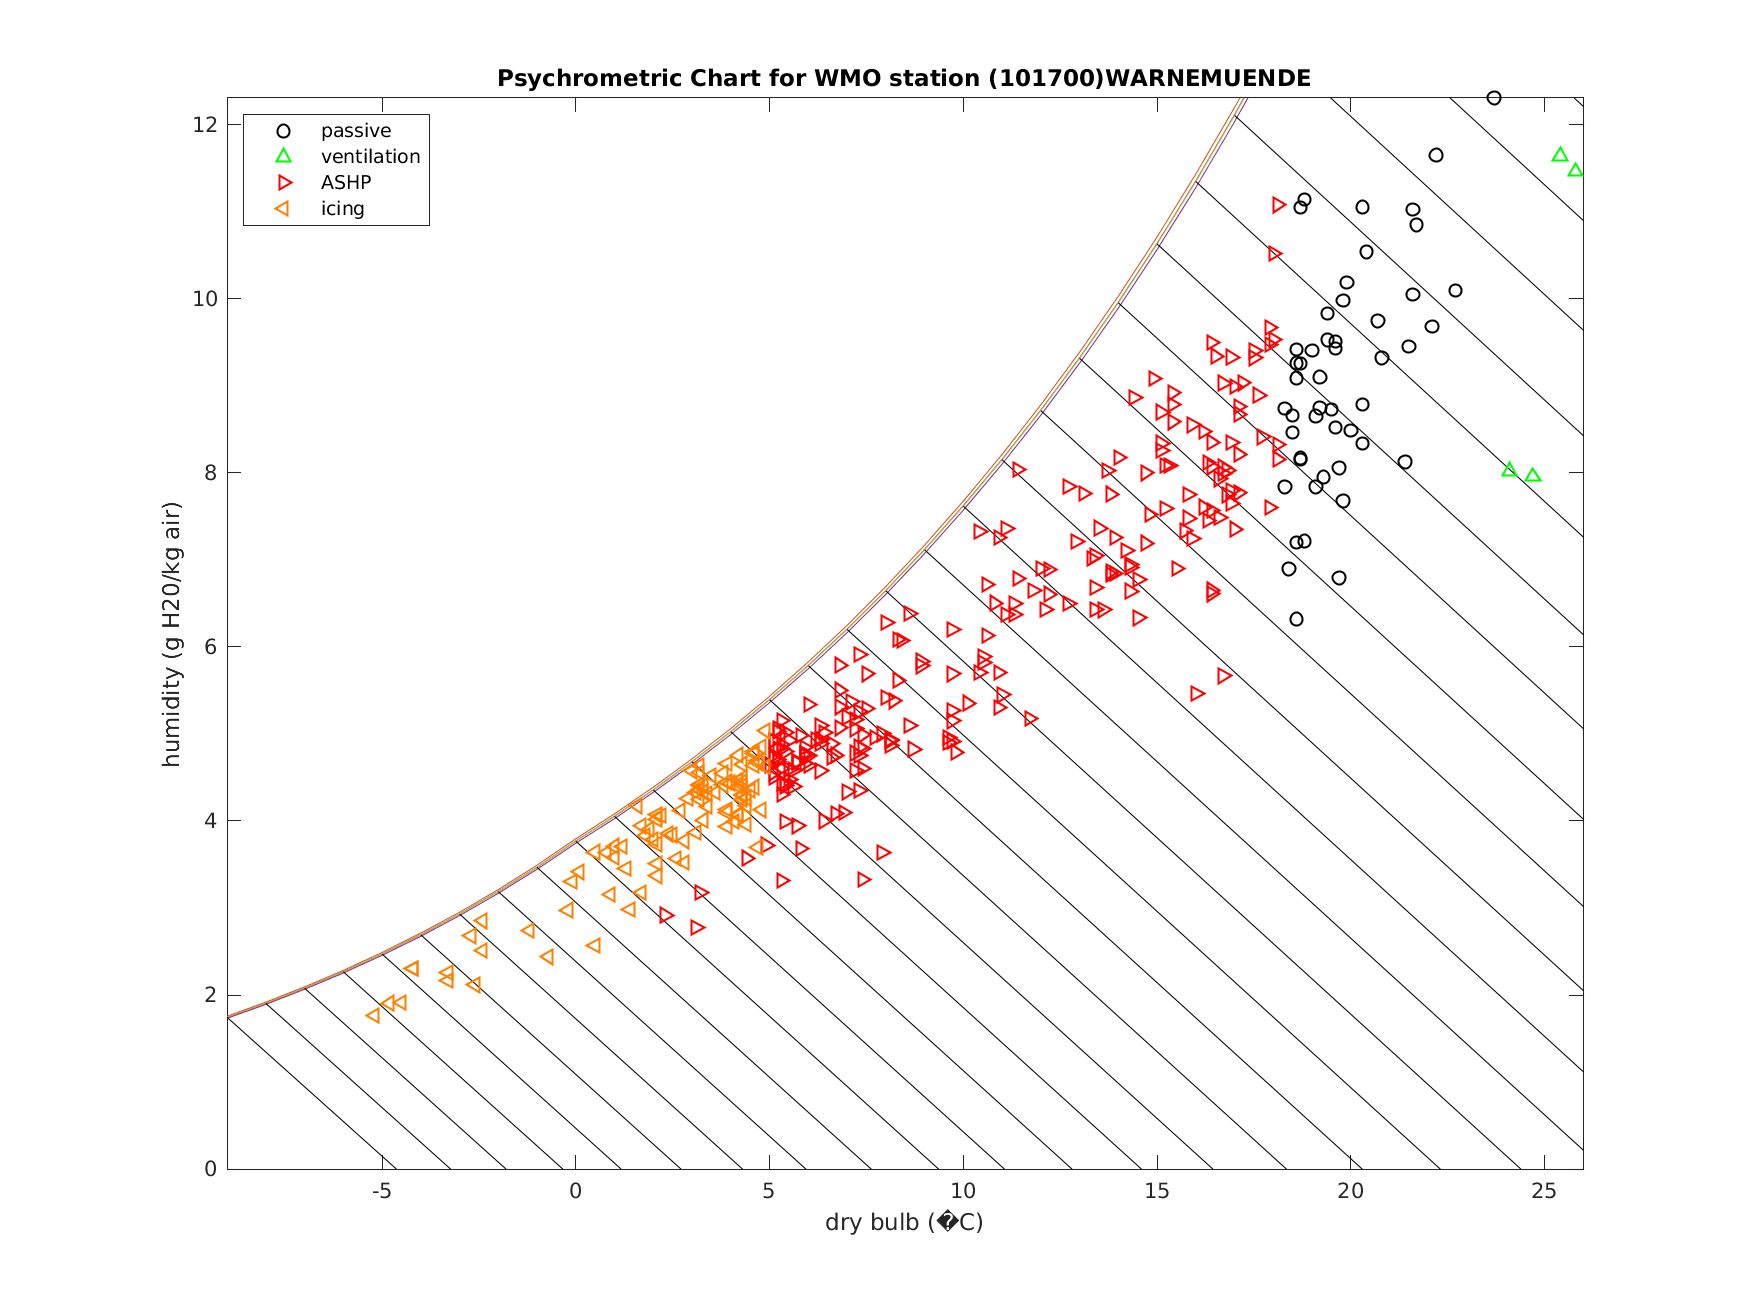 Psychrometric Chart for WMO station (101700)WARNEMUENDE
passive
ventilation
ASHP
icing
12
10
8
6
4
2
0
humidity (g H20/kg air)
-5 0 5 10 15 20 25
dry bulb (�C)